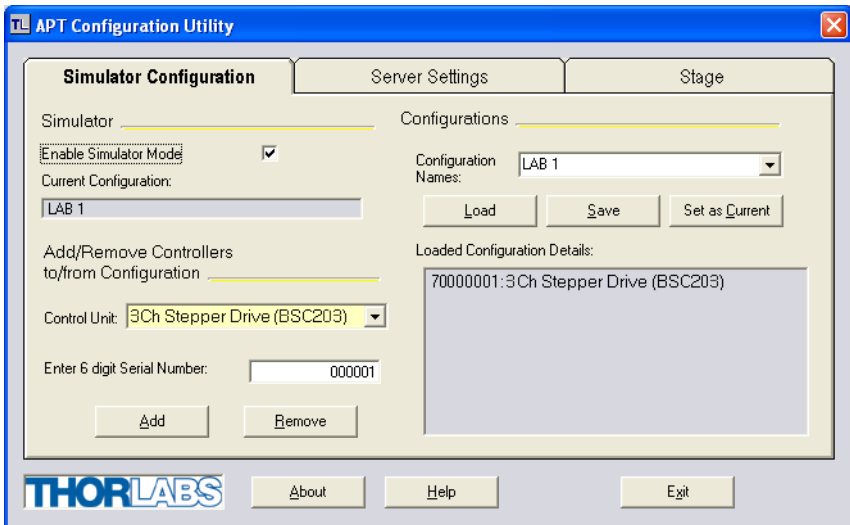 TL APT Configuration Utility
Simulator Configuration
Server Settings
Stage
Simulator
Enable Simulator Mode
Current Configuration:
LAB 1
Add/Remove Controllers
to/from Configuration
Control Unit: 3Ch Stepper Drive (BSC203)
Enter 6 digit Serial Number: 000001
Add
Remove
Configurations
Configuration
Names:
LAB 1
Load
Save
Set as Current
Loaded Configuration Details:
70000001:3Ch Stepper Drive (BSC203)
THORLABS
About
Help
Exit